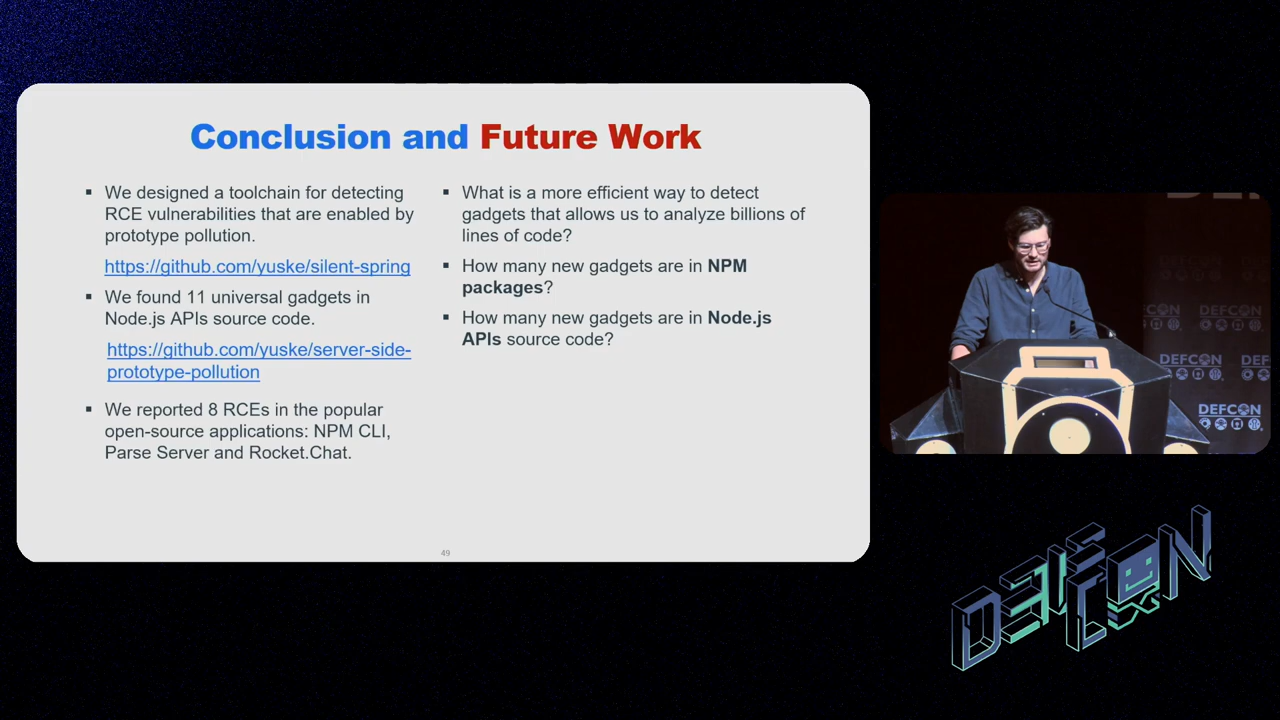 Conclusion and Future Work
We designed a toolchain for detecting
RCE vulnerabilities that are enabled by
prototype pollution.
https://github.com/yuske/silent-spring
We found 11 universal gadgets in
Node.js APIs source code.
https://github.com/yuske/server-side-
prototype-pollution
We reported 8 RCEs in the popular
open-source applications: NPM CLI,
Parse Server and Rocket.Chat.
What is a more efficient way to detect
gadgets that allows us to analyze billions of
lines of code?
How many new gadgets are in NPM
packages?
How many new gadgets are in Node.js
APIs source code?
49
DEFCON
DEFCON
DEFCON
DEF
CON